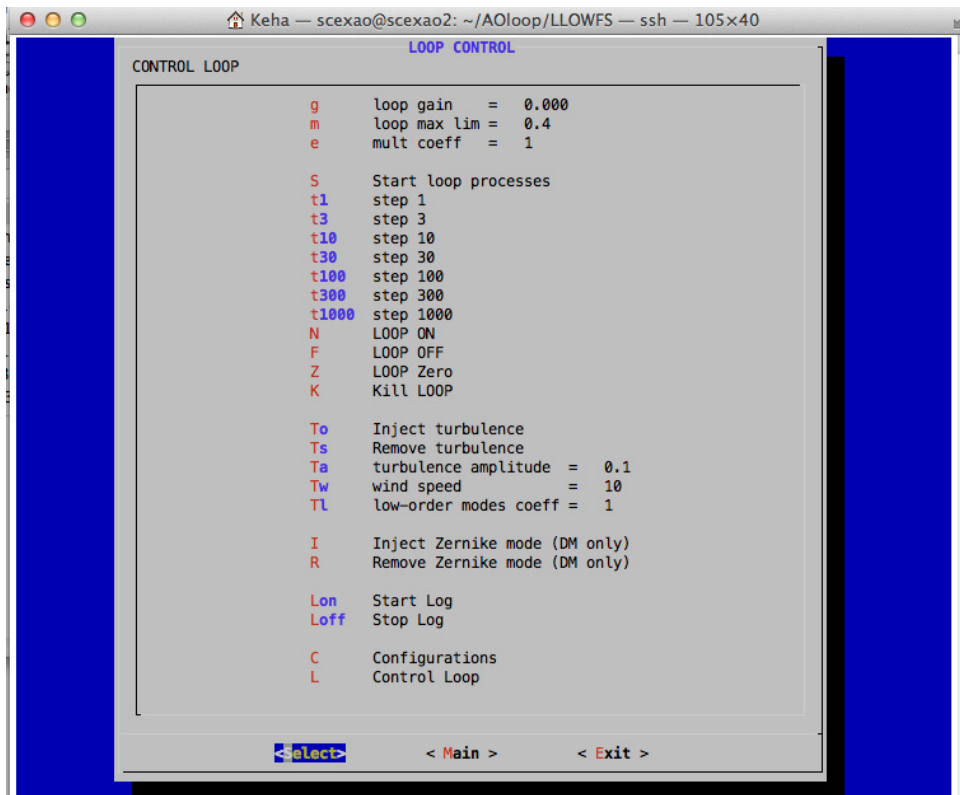 Keha — scexao@scexao2: ~/AOloop/LLOWFS — ssh — 105×40
LOOP CONTROL
CONTROL LOOP
g loop gain = 0.000
m loop max lim = 0.4
e mult coeff = 1
S Start loop processes
t1 step 1
t3 step 3
t10 step 10
t30 step 30
t100 step 100
t300 step 300
t1000 step 1000
N LOOP ON
F LOOP OFF
Z LOOP Zero
K Kill LOOP
To Inject turbulence
Ts Remove turbulence
Ta turbulence amplitude = 0.1
Tw wind speed = 10
Tl low-order modes coeff = 1
I Inject Zernike mode (DM only)
R Remove Zernike mode (DM only)
Lon Start Log
Loff Stop Log
C Configurations
L Control Loop
<Select> < Main > < Exit >